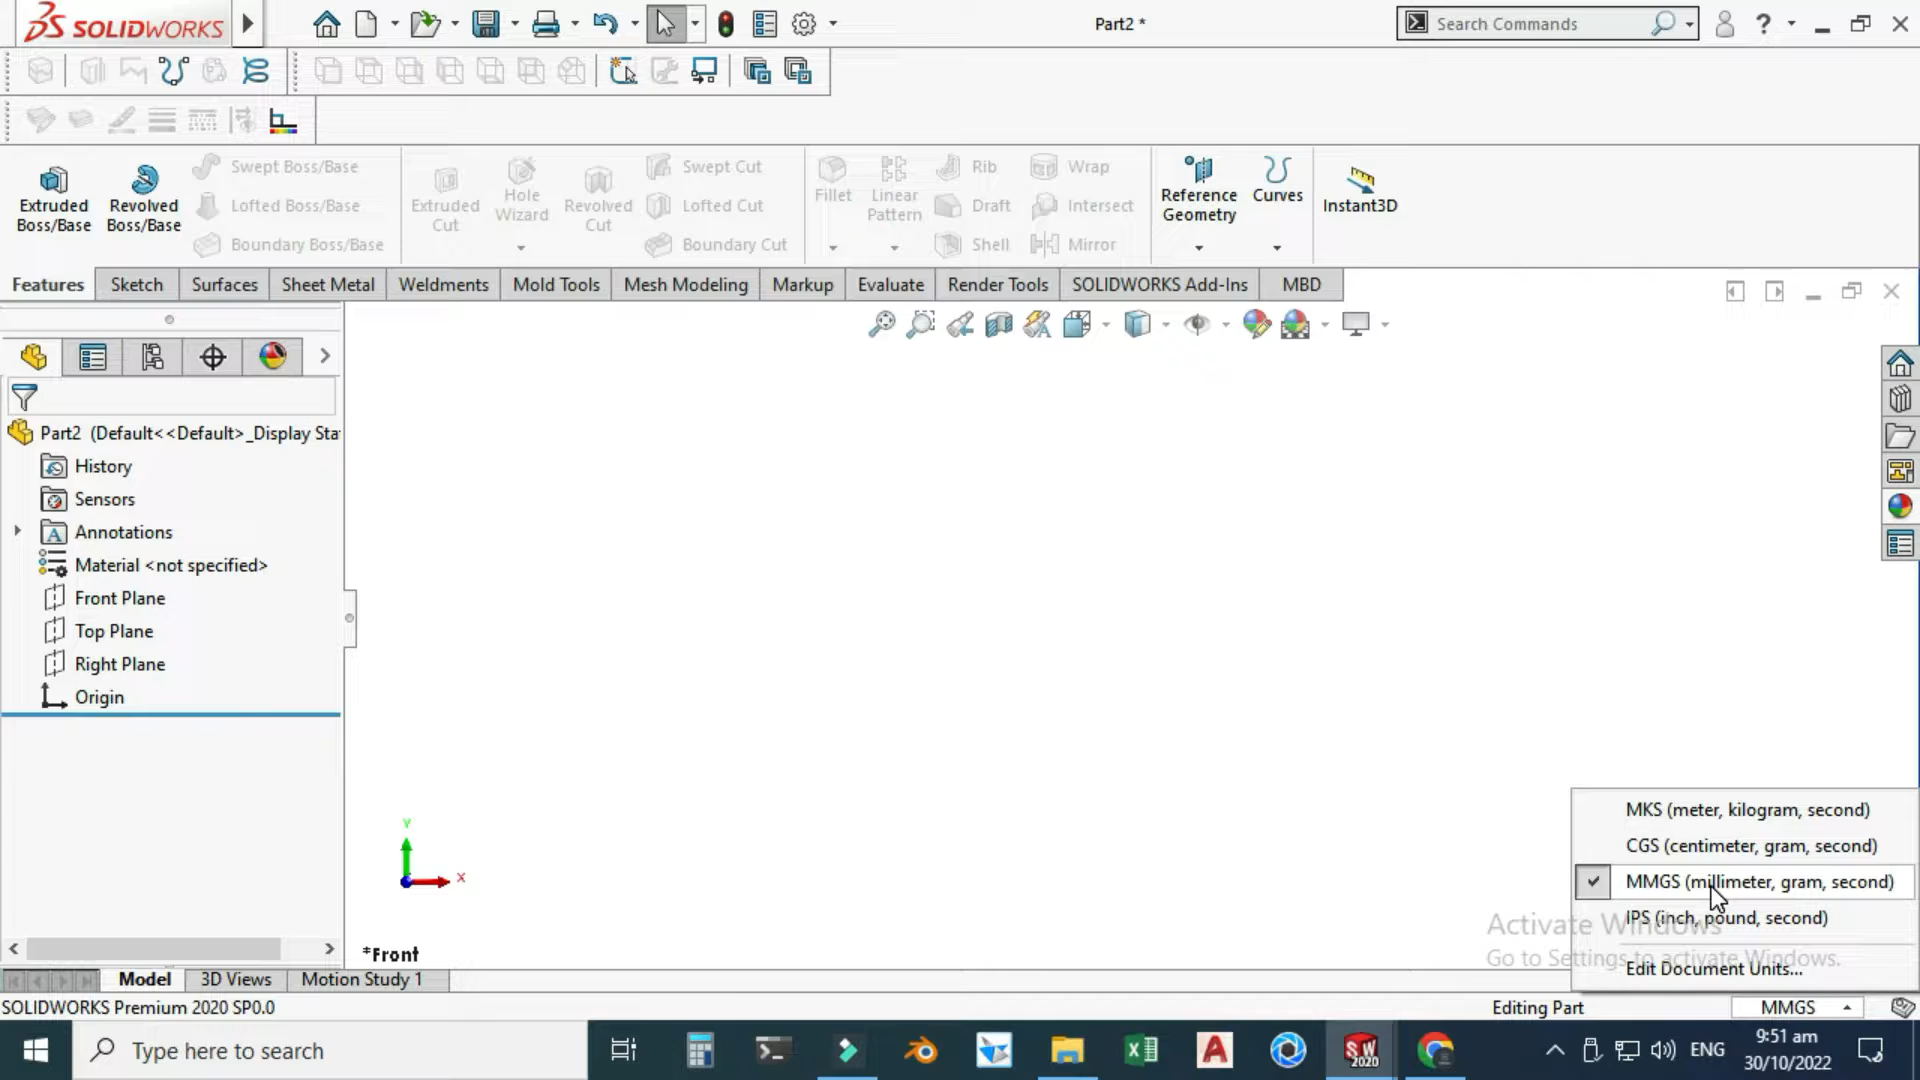 SOLIDWORKS
Part2 *
Search Commands
Extruded Boss/Base
Revolved Boss/Base
Swept Boss/Base
Lofted Boss/Base
Boundary Boss/Base
Extruded Cut
Hole Wizard
Revolved Cut
Swept Cut
Lofted Cut
Boundary Cut
Fillet
Linear Pattern
Rib
Draft
Shell
Wrap
Intersect
Mirror
Reference Geometry
Curves
Instant3D
Features
Sketch
Surfaces
Sheet Metal
Weldments
Mold Tools
Mesh Modeling
Markup
Evaluate
Render Tools
SOLIDWORKS Add-Ins
MBD
Part2 (Default<<Default>_Display Sta
History
Sensors
Annotations
Material <not specified>
Front Plane
Top Plane
Right Plane
Origin
Y
X
*Front
MKS (meter, kilogram, second)
CGS (centimeter, gram, second)
MMGS (millimeter, gram, second)
IPS (inch, pound, second)
Edit Document Units...
Activate Windows
Go to Settings to activate Windows.
Model
3D Views
Motion Study 1
SOLIDWORKS Premium 2020 SP0.0
Editing Part
MMGS
Type here to search
SW
2020
ENG
9:51 am
30/10/2022